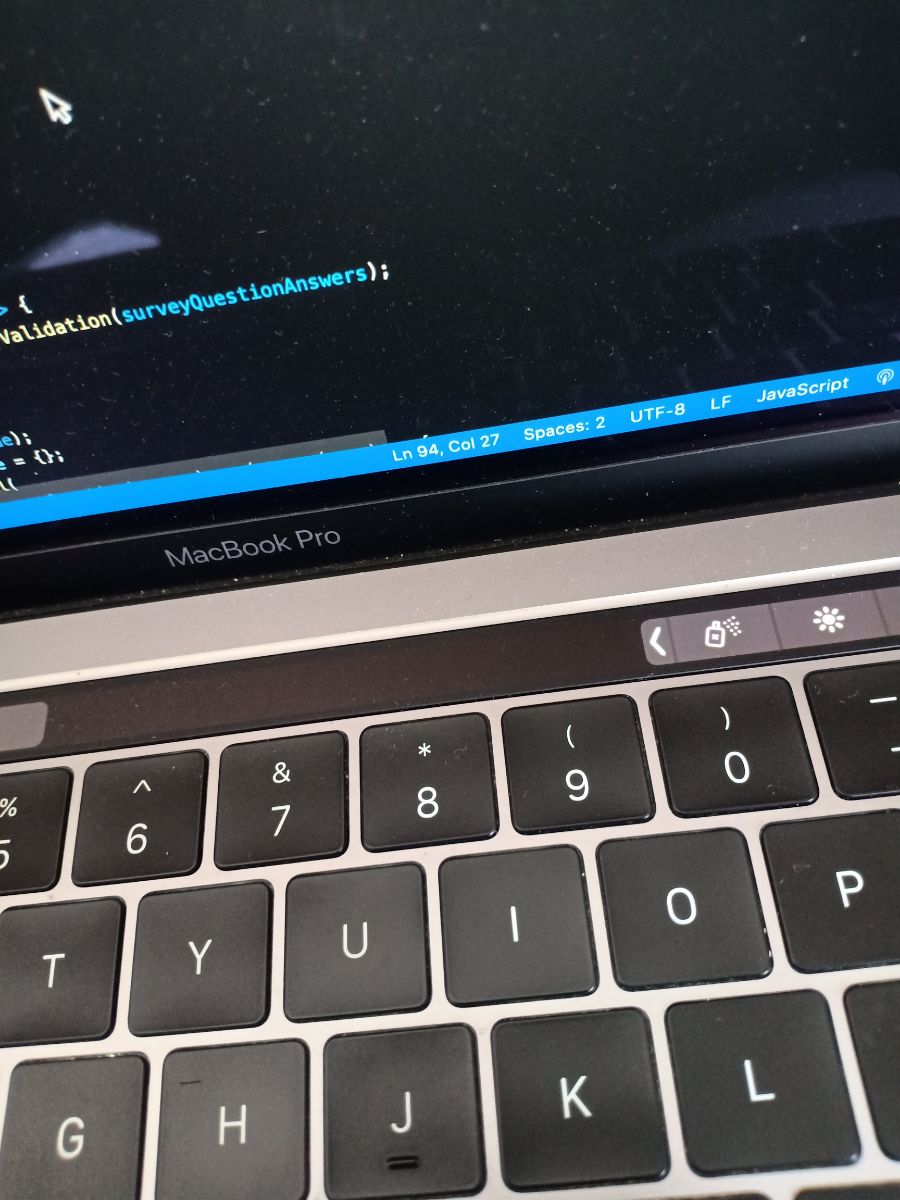 > {
Validation(surveyQuestionAnswers);
e);
e = {};
l(
Ln 94, Col 27 Spaces: 2 UTF-8 LF JavaScript
MacBook Pro
% ^ & * ( )
5 6 7 8 9 0
T Y U I O P
G H J K L